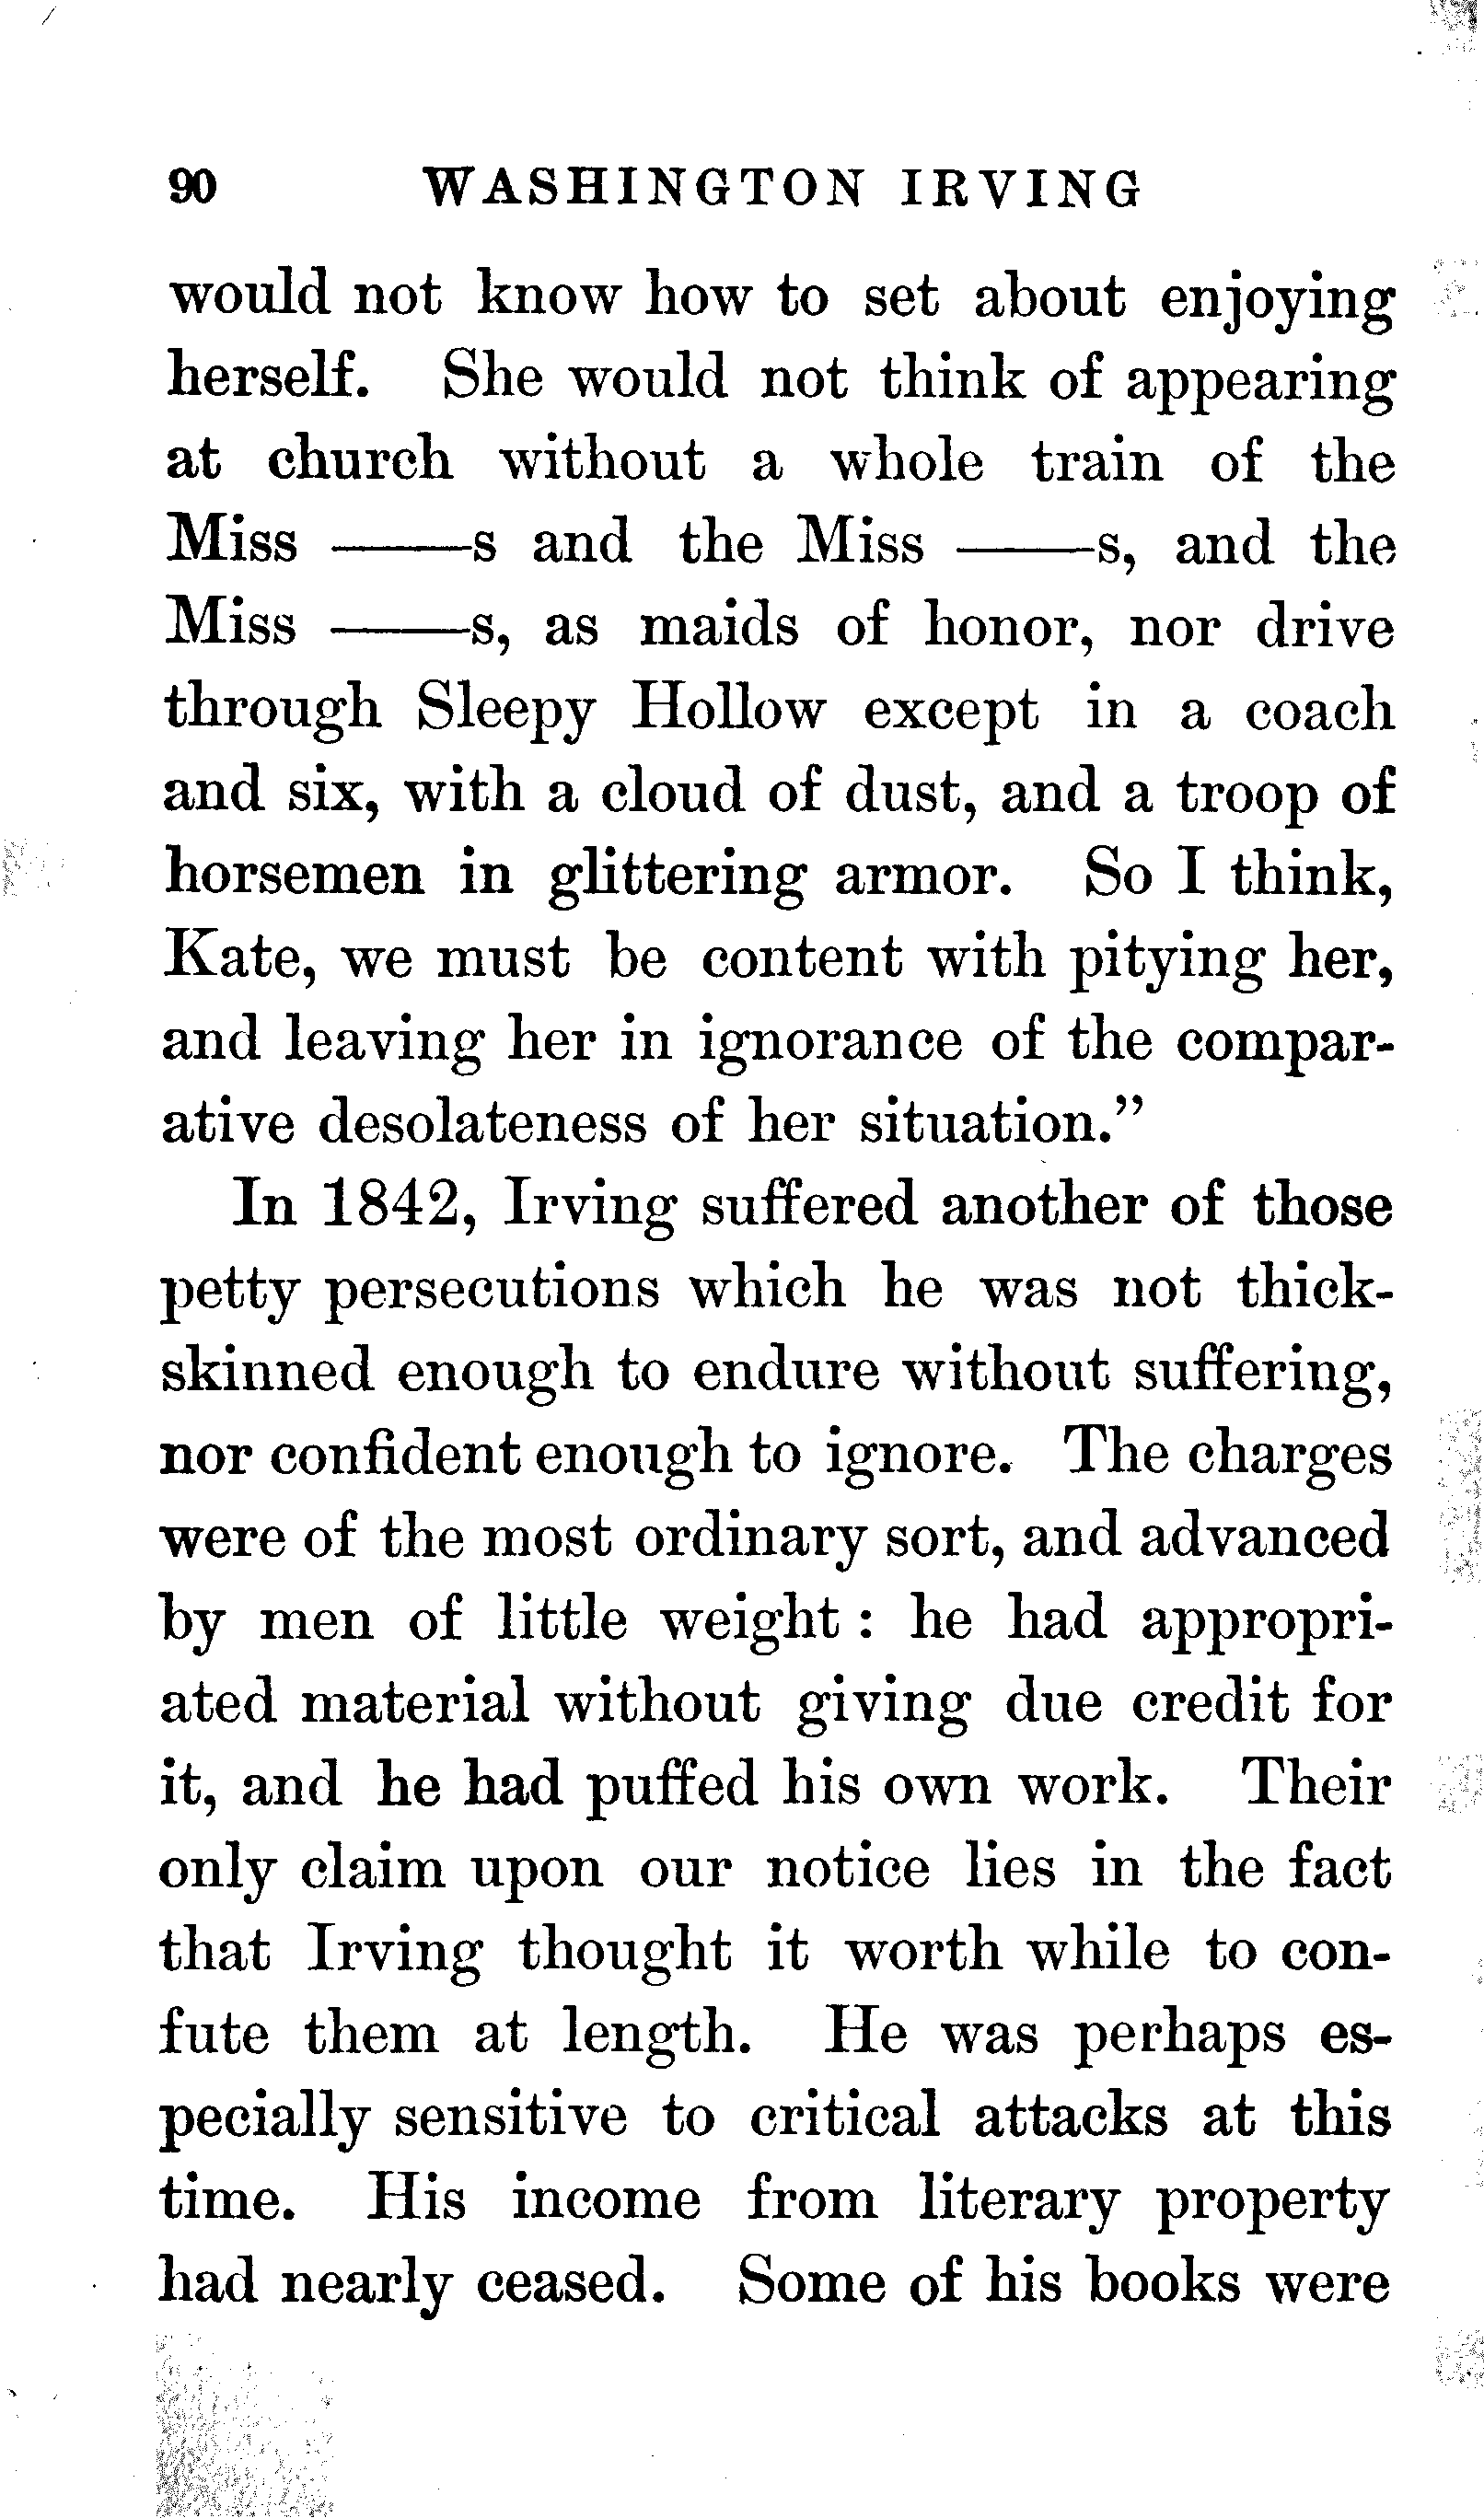 90 WASHINGTON IRVING
would not know how to set about enjoying
herself. She would not think of appearing
at church without a whole train of the
Miss ——s and the Miss ——s, and the
Miss ——s, as maids of honor, nor drive
through Sleepy Hollow except in a coach
and six, with a cloud of dust, and a troop of
horsemen in glittering armor. So I think,
Kate, we must be content with pitying her,
and leaving her in ignorance of the compar-
ative desolateness of her situation.”
In 1842, Irving suffered another of those
petty persecutions which he was not thick-
skinned enough to endure without suffering,
nor confident enough to ignore. The charges
were of the most ordinary sort, and advanced
by men of little weight : he had appropri-
ated material without giving due credit for
it, and he had puffed his own work. Their
only claim upon our notice lies in the fact
that Irving thought it worth while to con-
fute them at length. He was perhaps es-
pecially sensitive to critical attacks at this
time. His income from literary property
had nearly ceased. Some of his books were